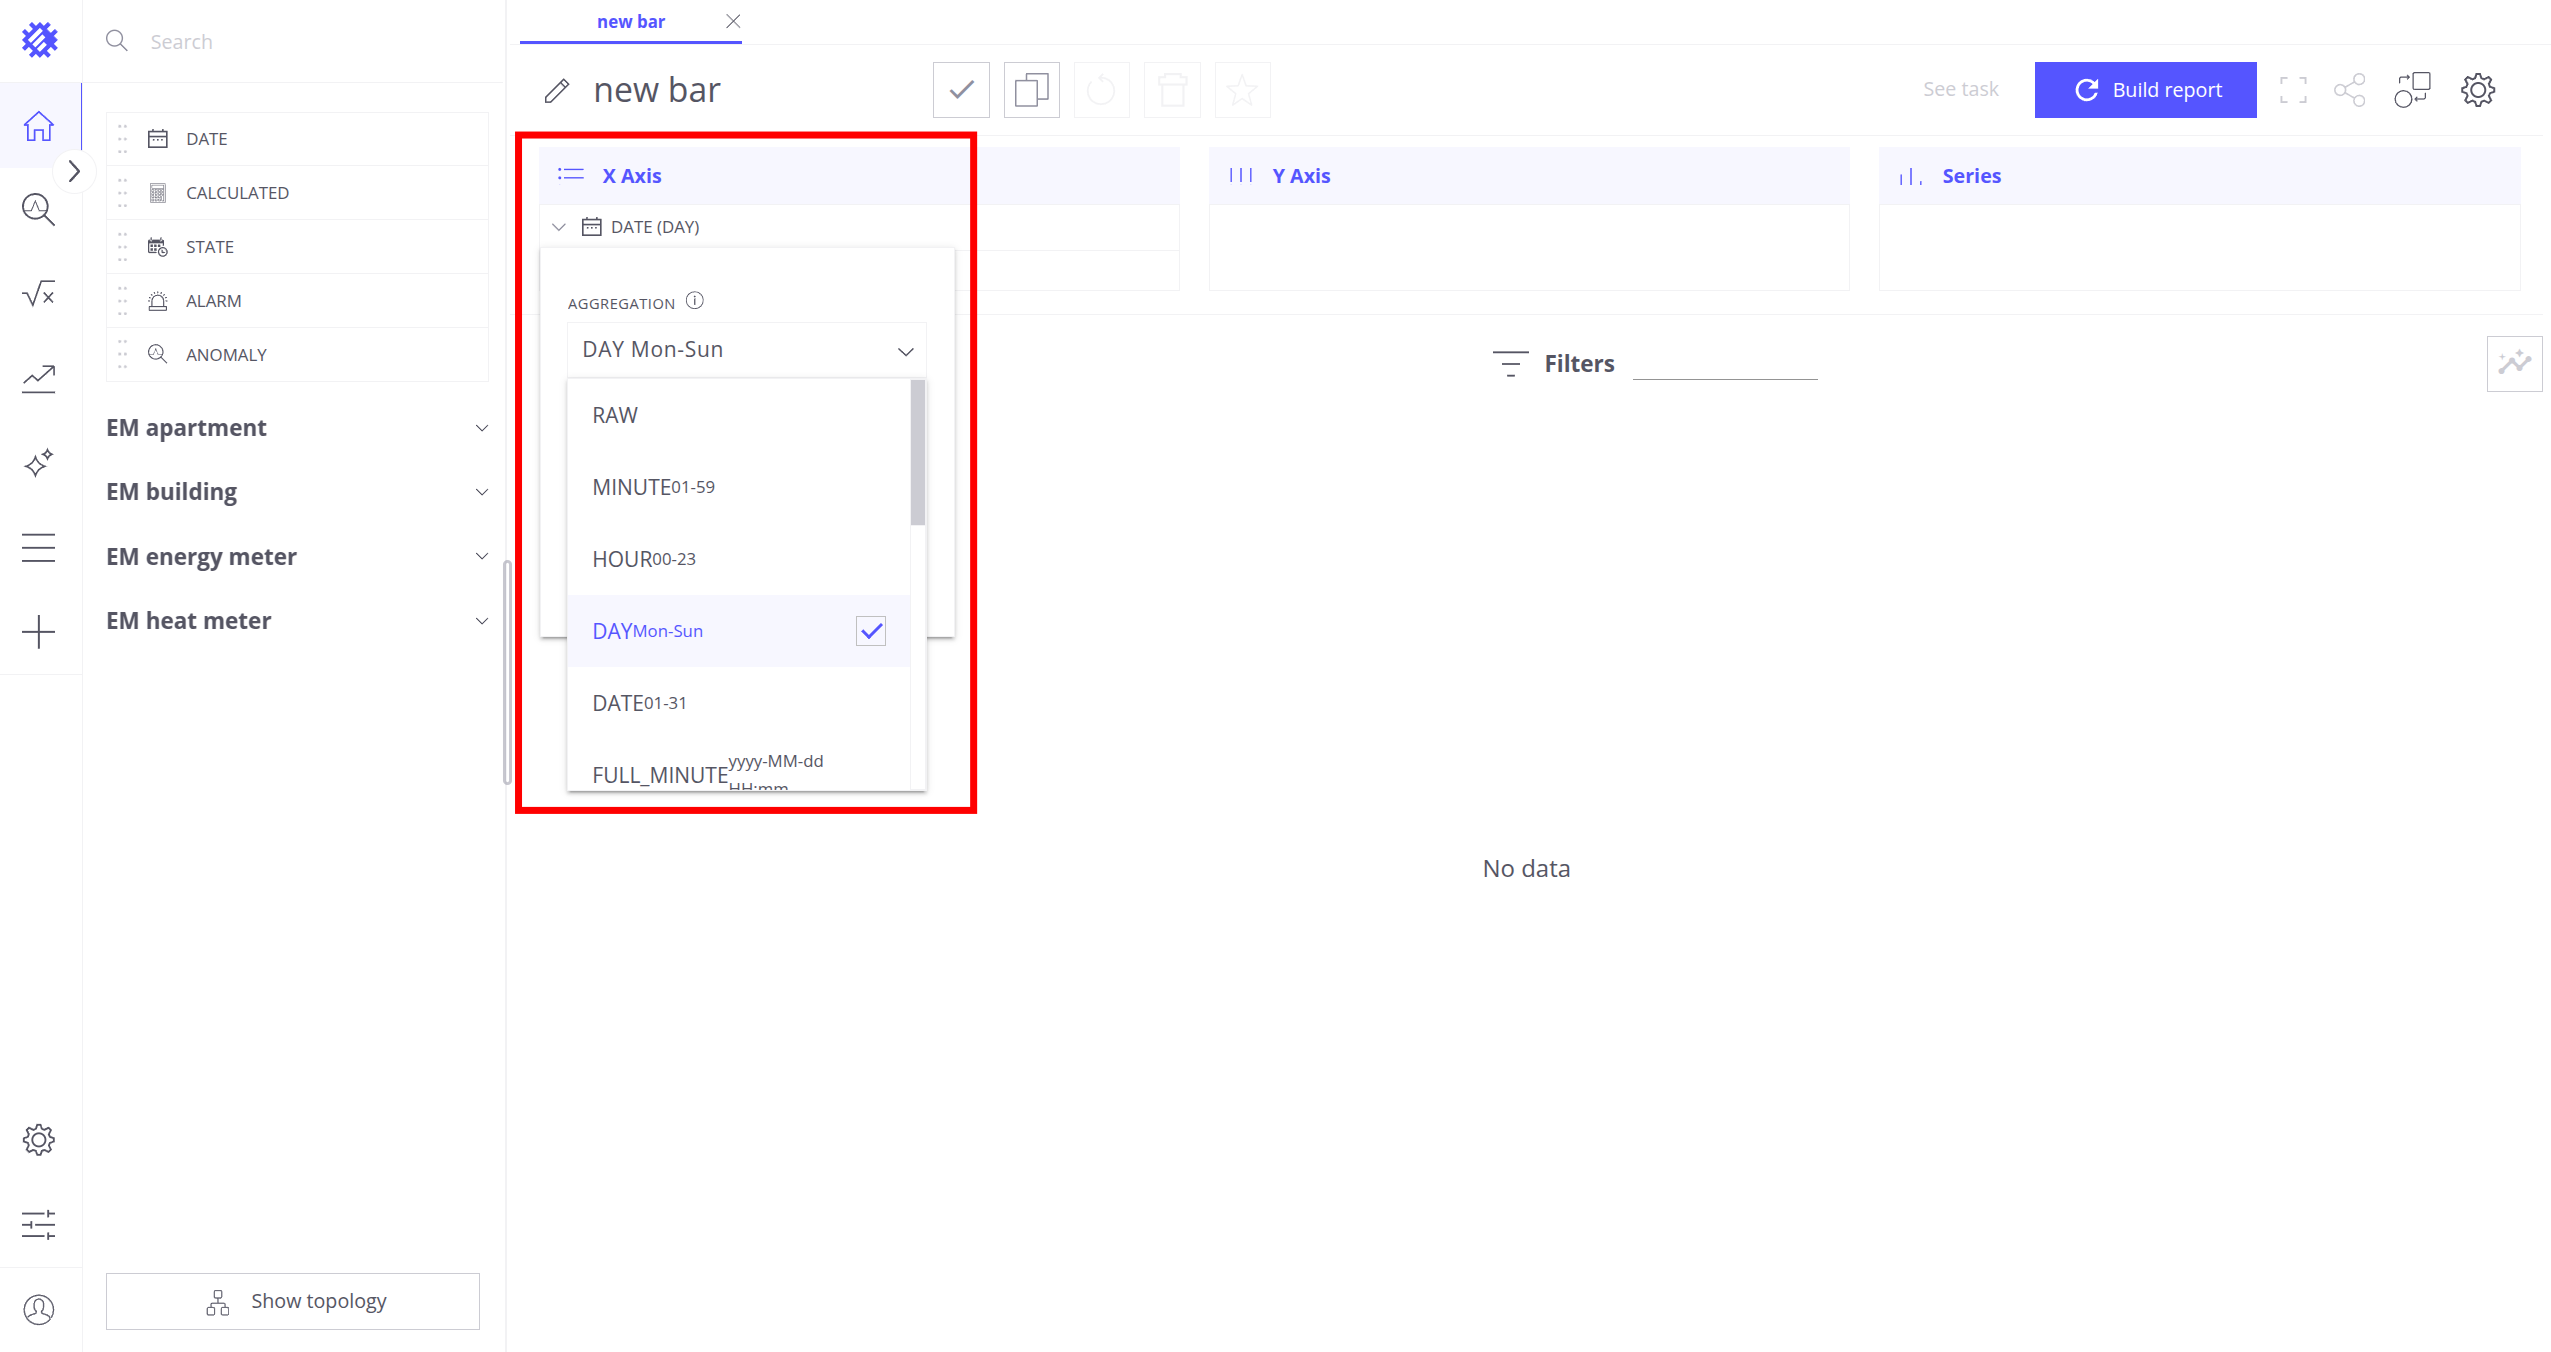 Search
DATE
CALCULATED
STATE
ALARM
ANOMALY
EM apartment
EM building
EM energy meter
EM heat meter
Show topology
new bar
new bar
See task
Build report
X Axis
Y Axis
Series
DATE (DAY)
AGGREGATION
DAY Mon-Sun
RAW
MINUTE01-59
HOUR00-23
DAYMon-Sun
DATE01-31
FULL_MINUTE yyyy-MM-dd
HH:mm
Filters
No data